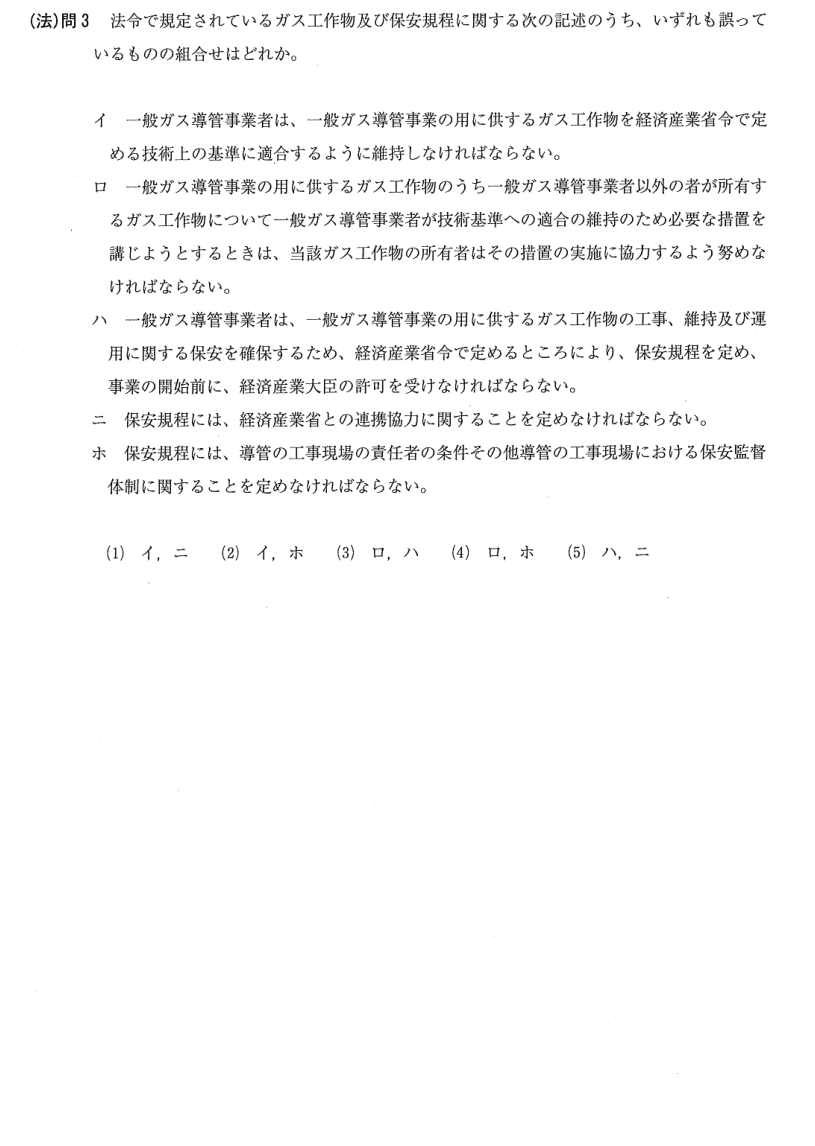 (法)問3 法令で規定されているガス工作物及び保安規程に関する次の記述のうち、いずれも誤って
いるものの組合せはどれか。
イ 一般ガス導管事業者は、一般ガス導管事業の用に供するガス工作物を経済産業省令で定
める技術上の基準に適合するように維持しなければならない。
ロ 一般ガス導管事業の用に供するガス工作物のうち一般ガス導管事業者以外の者が所有す
るガス工作物について一般ガス導管事業者が技術基準への適合の維持のため必要な措置を
講じようとするときは、当該ガス工作物の所有者はその措置の実施に協力するよう努めな
ければならない。
ハ 一般ガス導管事業者は、一般ガス導管事業の用に供するガス工作物の工事、維持及び運
用に関する保安を確保するため、経済産業省令で定めるところにより、保安規程を定め、
事業の開始前に、経済産業大臣の許可を受けなければならない。
ニ 保安規程には、経済産業省との連携協力に関することを定めなければならない。
ホ 保安規程には、導管の工事現場の責任者の条件その他導管の工事現場における保安監督
体制に関することを定めなければならない。
(1) イ, ニ (2) イ, ホ (3) ロ, ハ (4) ロ, ホ (5) ハ, ニ